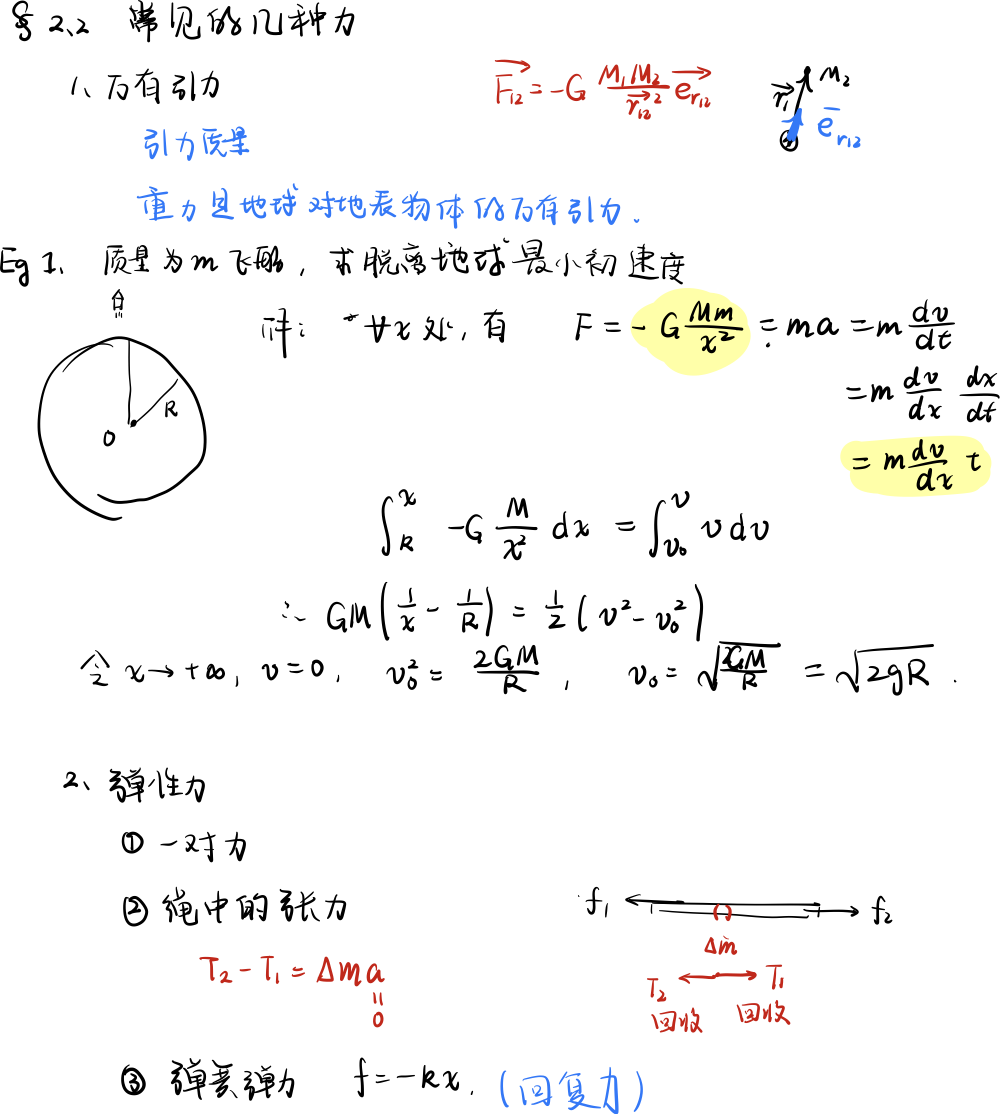 § 2.2 常见的几种力
1、万有引力 $\vec{F_{12}} = -G \frac{M_1 M_2}{\vec{r_{12}}^2} \vec{e_{r_{12}}}$ $\vec{r_1}$ $M_2$
引力质量 $\bar{e}_{r_{12}}$
重力是地球对地表物体的万有引力.
Eg 1、 质量为m飞船, 求脱离地球最小初速度
解: ∀x处, 有 $F = -G\frac{Mm}{x^2} = ma = m\frac{dv}{dt}$
$= m\frac{dv}{dx} \frac{dx}{dt}$
R
O
$= m\frac{dv}{dx} t$
$\int_R^x -G\frac{M}{x^2} dx = \int_{v_0}^v v dv$
∴ $GM\left(\frac{1}{x} - \frac{1}{R}\right) = \frac{1}{2}(v^2 - v_0^2)$
令 $x \to +\infty$, $v = 0$, $v_0^2 = \frac{2GM}{R}$, $v_0 = \sqrt{\frac{2GM}{R}} = \sqrt{2gR}$.
2、弹性力
① 一对力
② 绳中的张力 $f_1$ $f_2$
Δm
$T_2 - T_1 = \Delta m a$ $T_2$ $T_1$
=0 回收 回收
③ 弹簧弹力 $f = -kx$. (回复力)